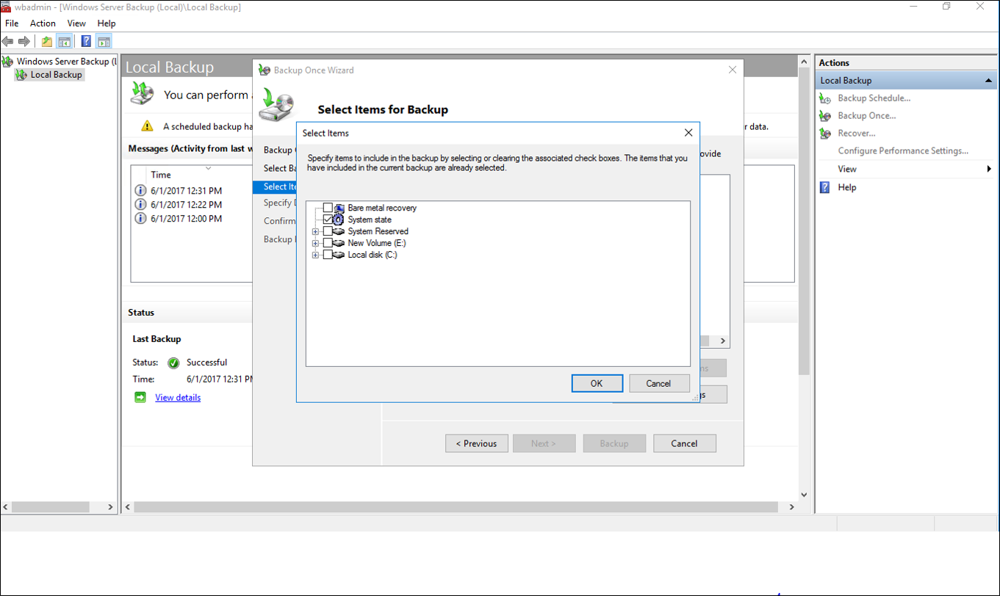 wbadmin - [Windows Server Backup (Local)\Local Backup]
File Action View Help
Windows Server Backup (L
Local Backup
Local Backup
You can perform
A scheduled backup ha
r data.
Messages (Activity from last w
Time
6/1/2017 12:31 PM
6/1/2017 12:22 PM
6/1/2017 12:00 PM
Status
Last Backup
Status: Successful
Time: 6/1/2017 12:31 PM
View details
Backup Once Wizard
Select Items for Backup
Backup
Select Ba
Select Ite
Specify
Confirm
Backup
ovide
Select Items
Specify items to include in the backup by selecting or clearing the associated check boxes. The items that you
have included in the current backup are already selected.
Bare metal recovery
System state
System Reserved
New Volume (E:)
Local disk (C:)
OK Cancel
ms
gs
< Previous Next > Backup Cancel
Actions
Local Backup
Backup Schedule...
Backup Once...
Recover...
Configure Performance Settings...
View
Help